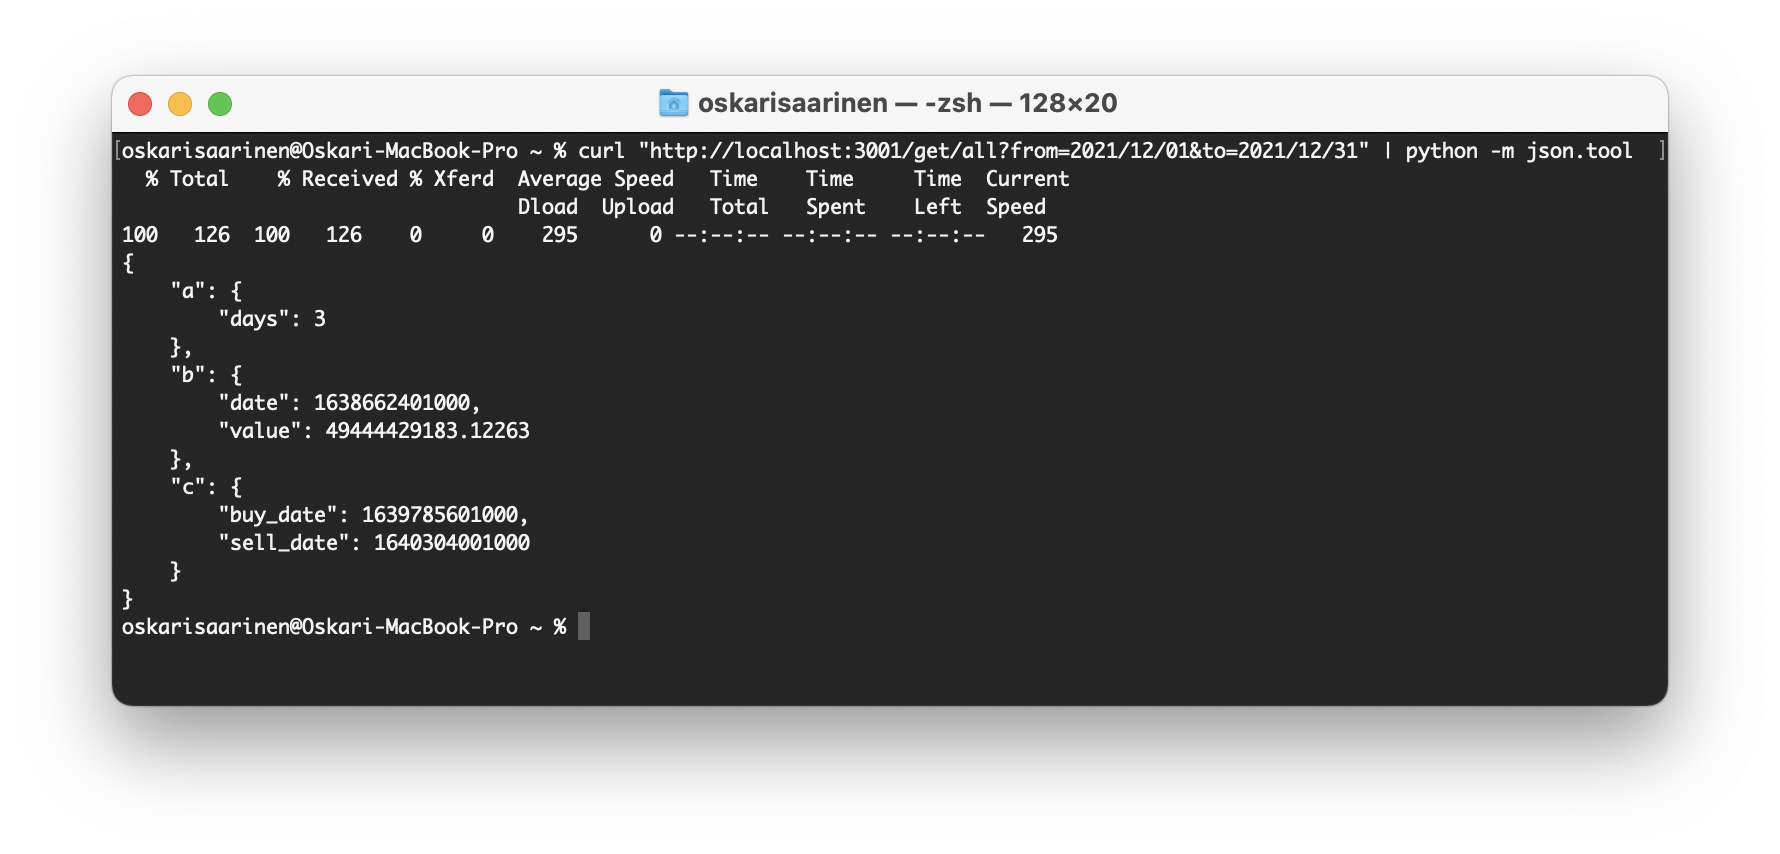 oskarisaarinen — -zsh — 128×20
[oskarisaarinen@Oskari-MacBook-Pro ~ % curl "http://localhost:3001/get/all?from=2021/12/01&to=2021/12/31" | python -m json.tool  ]
  % Total    % Received % Xferd  Average Speed   Time    Time     Time  Current
                                 Dload  Upload   Total   Spent    Left  Speed
100   126  100   126    0     0    295      0 --:--:-- --:--:-- --:--:--   295
{
    "a": {
        "days": 3
    },
    "b": {
        "date": 1638662401000,
        "value": 49444429183.12263
    },
    "c": {
        "buy_date": 1639785601000,
        "sell_date": 1640304001000
    }
}
oskarisaarinen@Oskari-MacBook-Pro ~ %